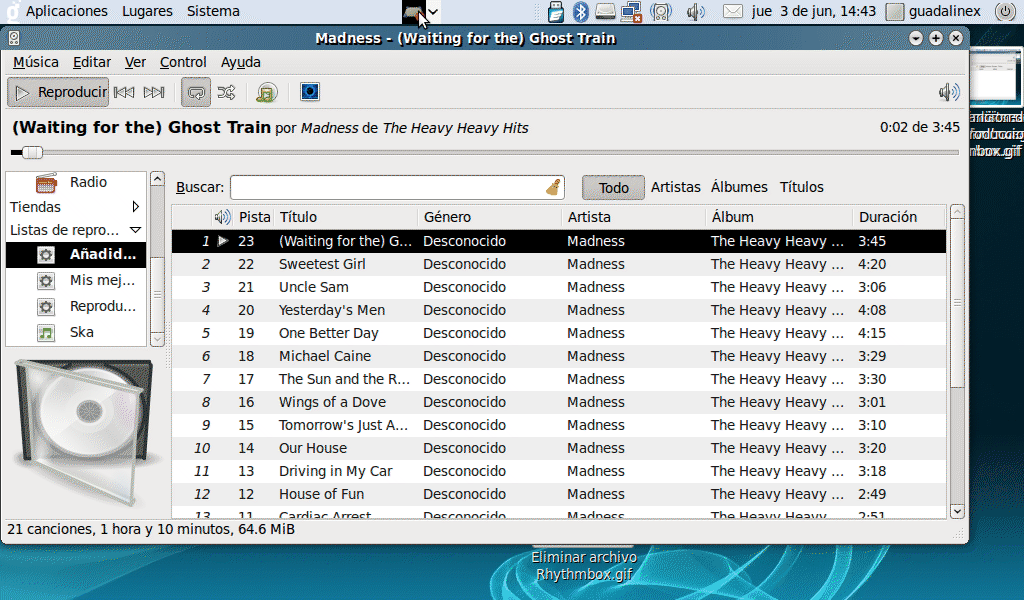 Aplicaciones Lugares Sistema jue 3 de jun, 14:43 guadalinex
Madness - (Waiting for the) Ghost Train
Música Editar Ver Control Ayuda
Reproducir
(Waiting for the) Ghost Train por Madness de The Heavy Heavy Hits 0:02 de 3:45
Radio
Tiendas
Listas de repro...
Añadid...
Mis mej...
Reprodu...
Ska
Buscar: Todo Artistas Álbumes Títulos
Pista Título Género Artista Álbum Duración
1 23 (Waiting for the) G... Desconocido Madness The Heavy Heavy ... 3:45
2 22 Sweetest Girl Desconocido Madness The Heavy Heavy ... 4:20
3 21 Uncle Sam Desconocido Madness The Heavy Heavy ... 3:06
4 20 Yesterday's Men Desconocido Madness The Heavy Heavy ... 4:08
5 19 One Better Day Desconocido Madness The Heavy Heavy ... 4:15
6 18 Michael Caine Desconocido Madness The Heavy Heavy ... 3:29
7 17 The Sun and the R... Desconocido Madness The Heavy Heavy ... 3:30
8 16 Wings of a Dove Desconocido Madness The Heavy Heavy ... 3:01
9 15 Tomorrow's Just A... Desconocido Madness The Heavy Heavy ... 3:10
10 14 Our House Desconocido Madness The Heavy Heavy ... 3:20
11 13 Driving in My Car Desconocido Madness The Heavy Heavy ... 3:18
12 12 House of Fun Desconocido Madness The Heavy Heavy ... 2:49
13 11 Cardiac Arrest Desconocido Madness The Heavy Heavy ... 2:51
21 canciones, 1 hora y 10 minutos, 64.6 MiB
Eliminar archivo
Rhythmbox.gif